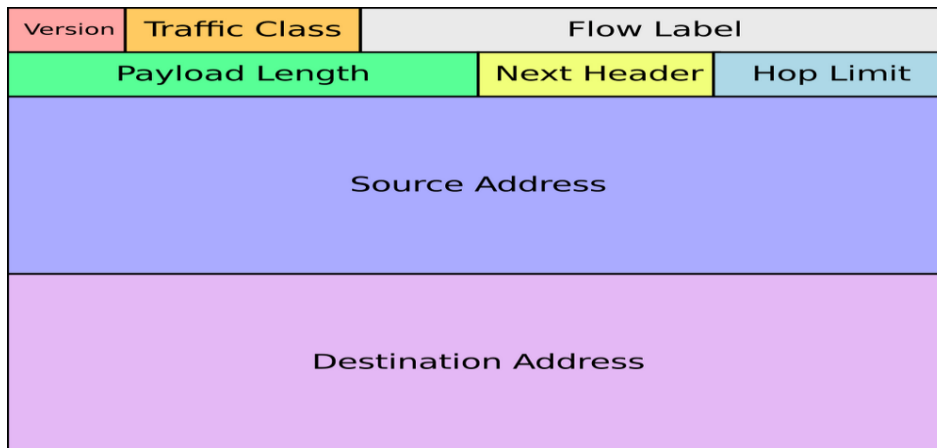 Version Traffic Class Flow Label
Payload Length Next Header Hop Limit
Source Address
Destination Address